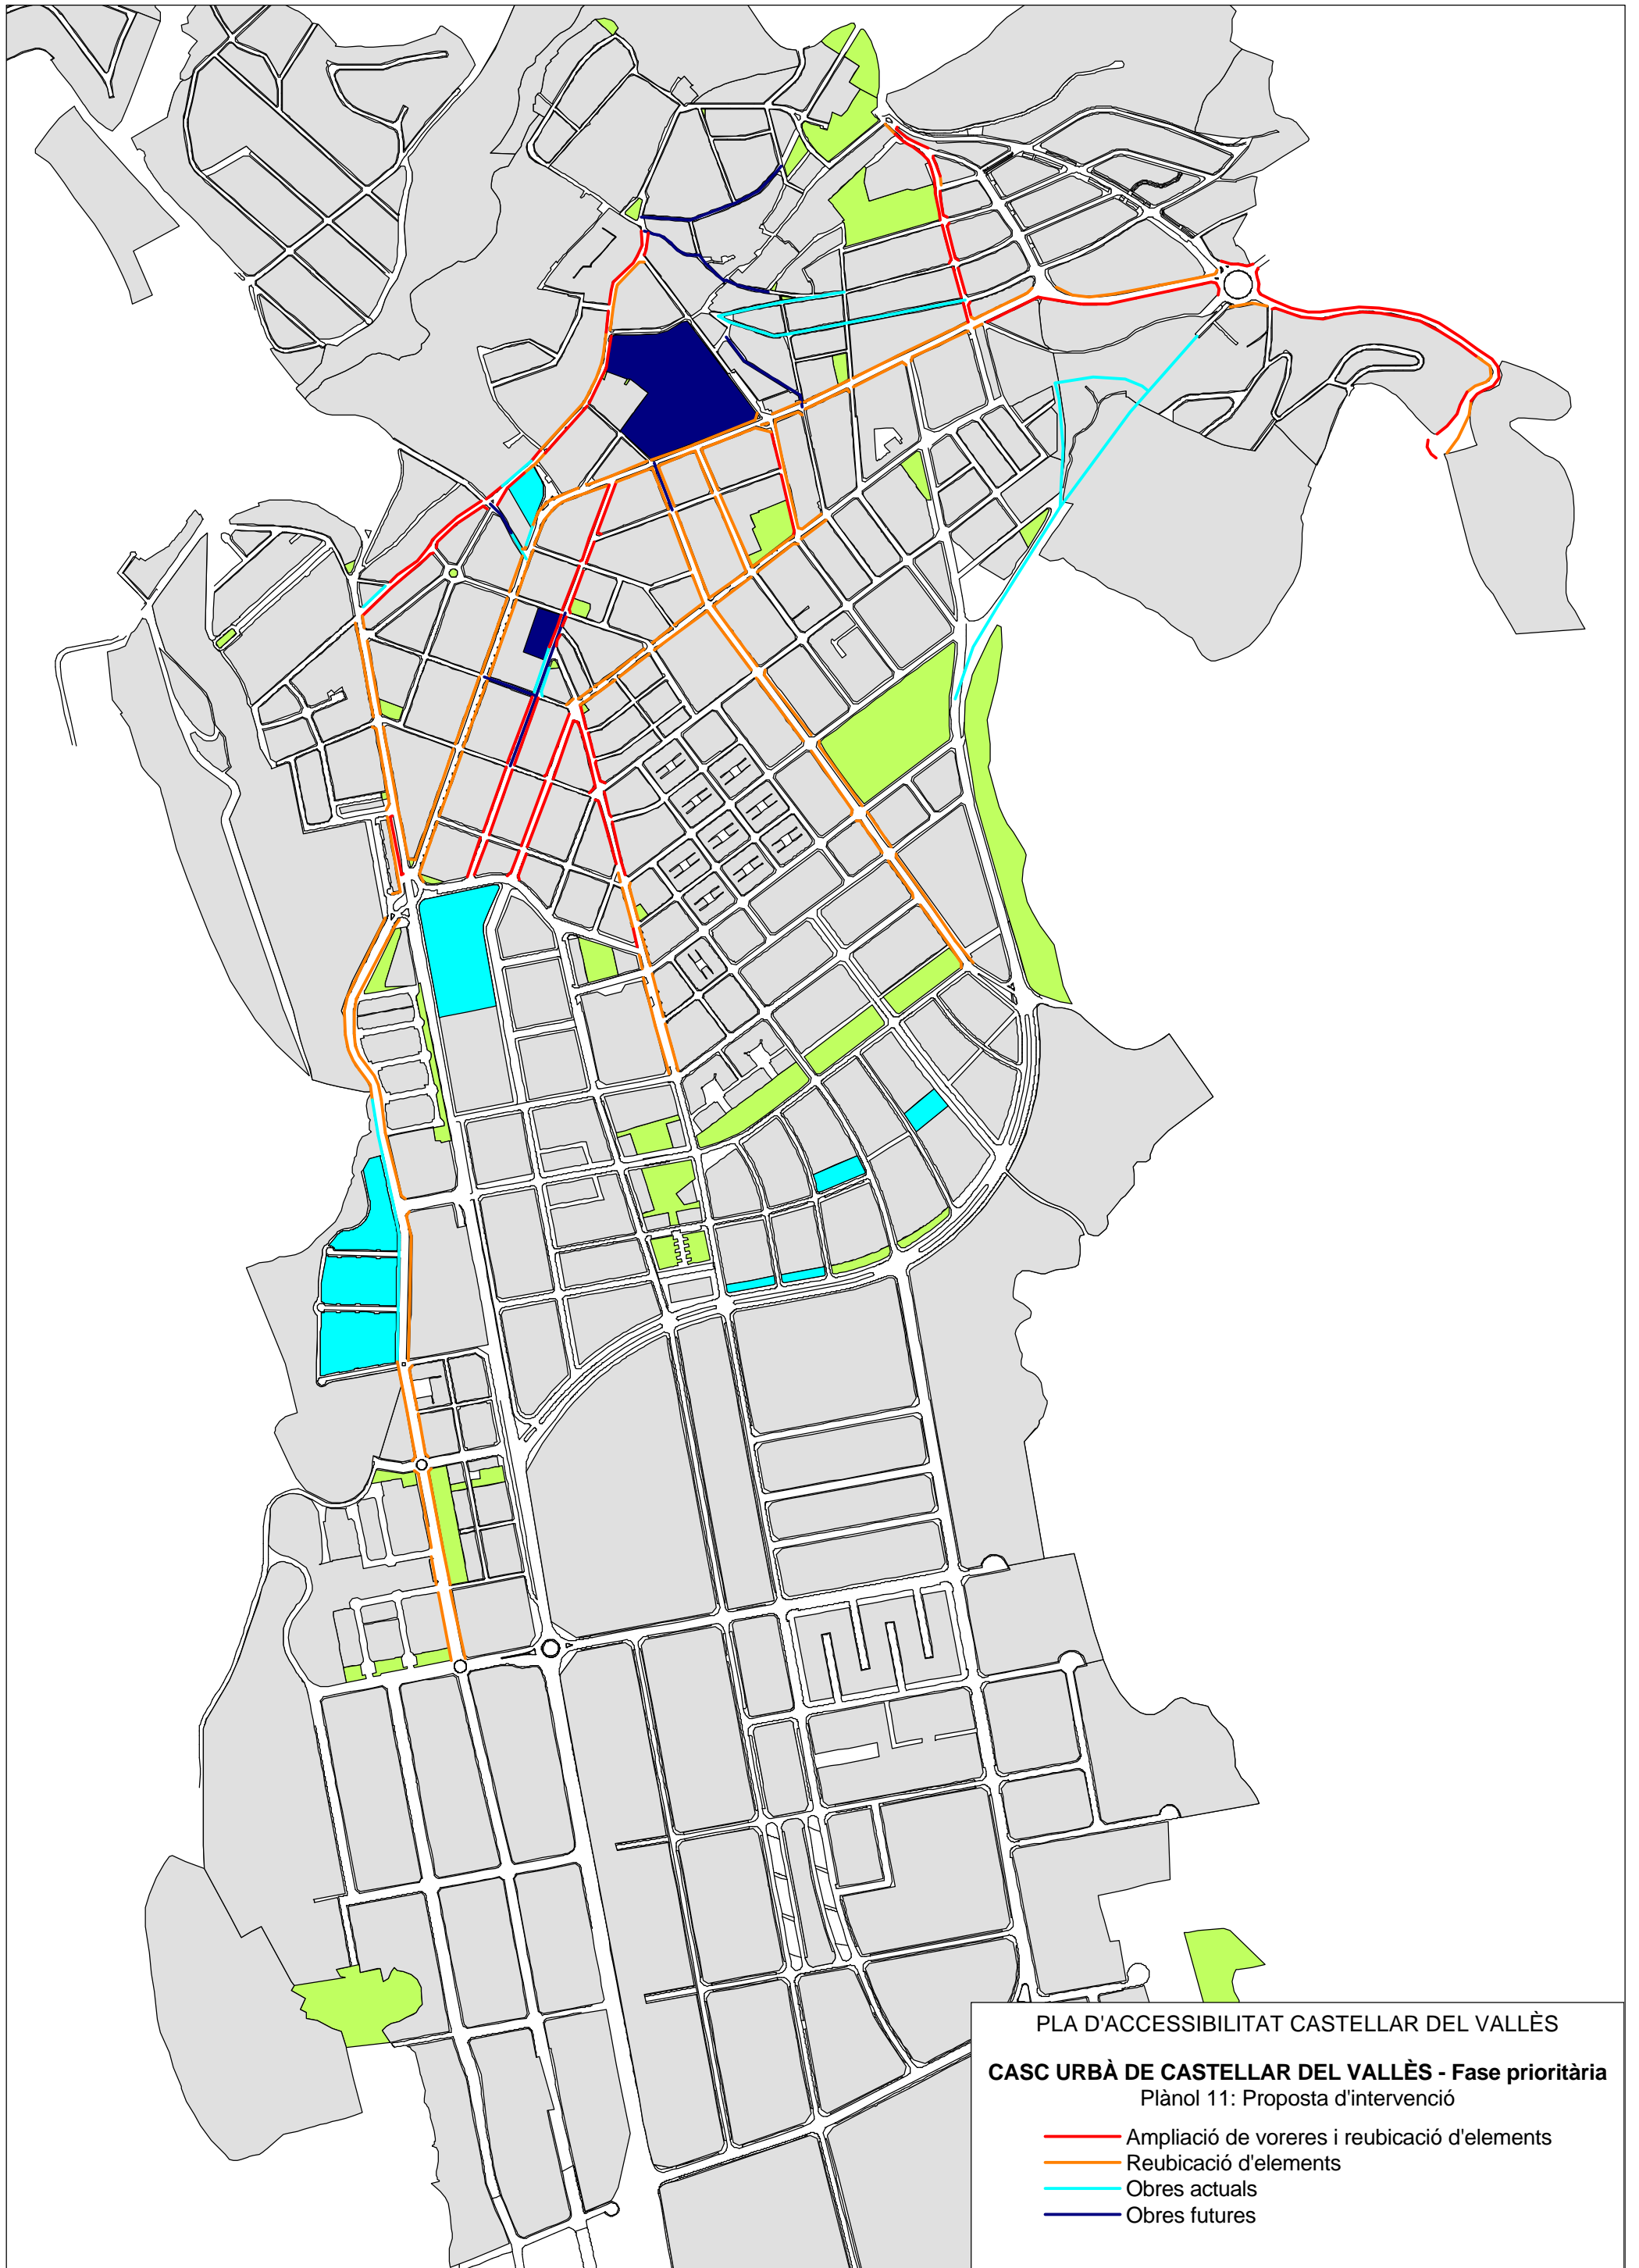 PLA D'ACCESSIBILITAT CASTELLAR DEL VALLÈS
CASC URBÀ DE CASTELLAR DEL VALLÈS - Fase prioritària
Plànol 11: Proposta d'intervenció
Ampliació de voreres i reubicació d'elements
Reubicació d'elements
Obres actuals
Obres futures